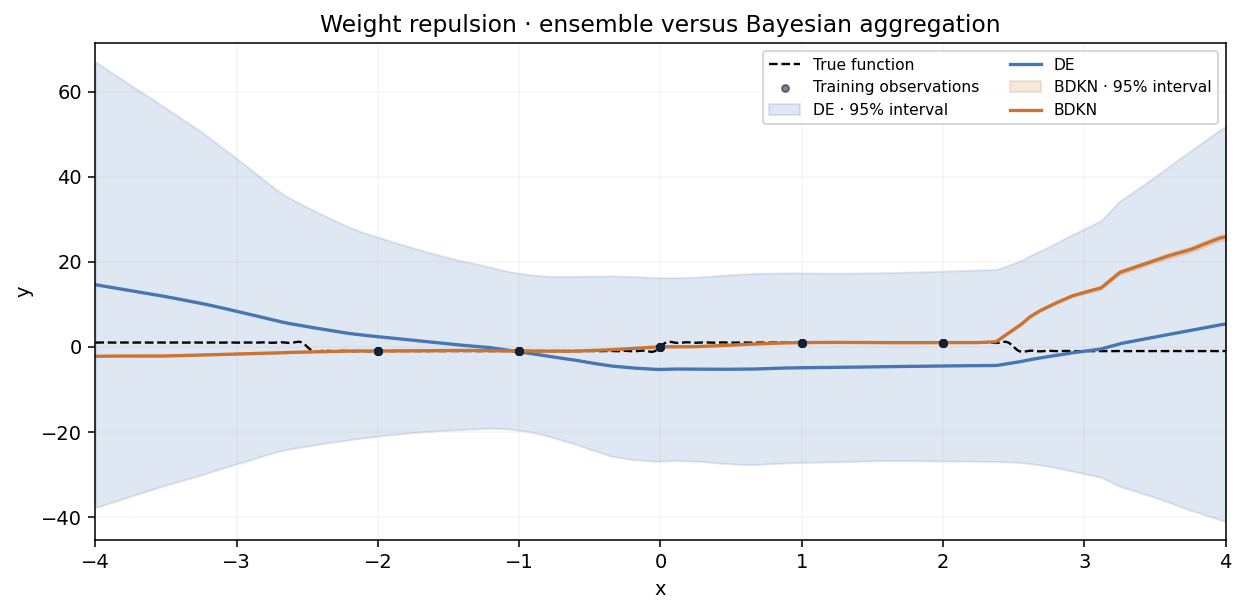 Weight repulsion · ensemble versus Bayesian aggregation
True function
Training observations
DE · 95% interval
DE
BDKN · 95% interval
BDKN
y
60
40
20
0
−20
−40
−4
−3
−2
−1
0
1
2
3
4
x